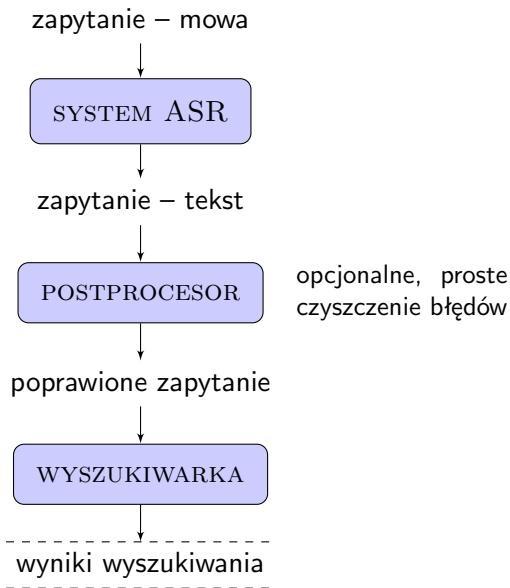 zapytanie – mowa
SYSTEM ASR
zapytanie – tekst
POSTPROCESOR
opcjonalne, proste
czyszczenie błędów
poprawione zapytanie
WYSZUKIWARKA
wyniki wyszukiwania